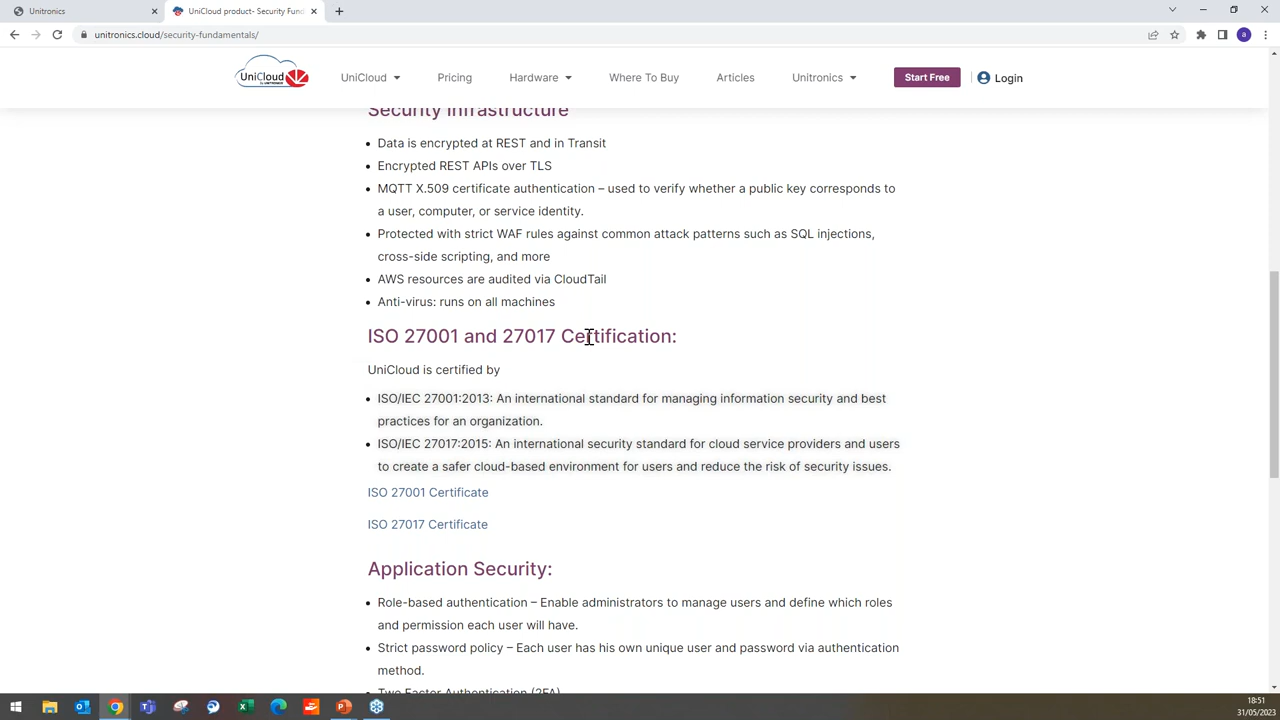 Unitronics
UniCloud product- Security Fund
unitronics.cloud/security-fundamentals/
a
UniCloud
by UNITRONICS
UniCloud
Pricing
Hardware
Where To Buy
Articles
Unitronics
Start Free
Login
Security Infrastructure
Data is encrypted at REST and in Transit
Encrypted REST APIs over TLS
MQTT X.509 certificate authentication – used to verify whether a public key corresponds to
a user, computer, or service identity.
Protected with strict WAF rules against common attack patterns such as SQL injections,
cross-side scripting, and more
AWS resources are audited via CloudTail
Anti-virus: runs on all machines
ISO 27001 and 27017 Certification:
UniCloud is certified by
ISO/IEC 27001:2013: An international standard for managing information security and best
practices for an organization.
ISO/IEC 27017:2015: An international security standard for cloud service providers and users
to create a safer cloud-based environment for users and reduce the risk of security issues.
ISO 27001 Certificate
ISO 27017 Certificate
Application Security:
Role-based authentication – Enable administrators to manage users and define which roles
and permission each user will have.
Strict password policy – Each user has his own unique user and password via authentication
method.
Two Factor Authentication (2FA)
18:51
31/05/2023